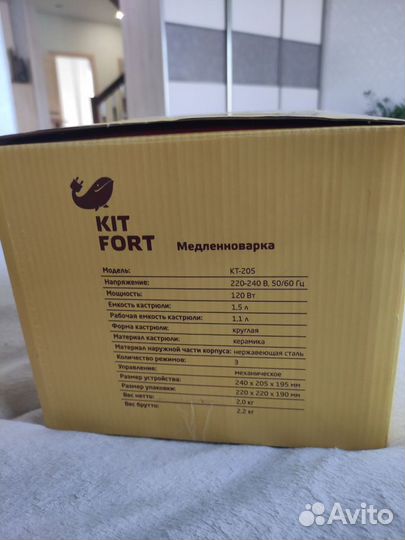 KIT
FORT
Медленноварка
Модель: КТ-205
Напряжение: 220-240 В, 50/60 Гц
Мощность: 120 Вт
Емкость кастрюли: 1,5 л
Рабочая емкость кастрюли: 1,1 л
Форма кастрюли: круглая
Материал кастрюли: керамика
Материал наружной части корпуса: нержавеющая сталь
Количество режимов: 3
Управление: механическое
Размер устройства: 240 x 205 x 195 мм
Размер упаковки: 220 x 220 x 190 мм
Вес нетто: 2,0 кг
Вес брутто: 2,2 кг
Avito